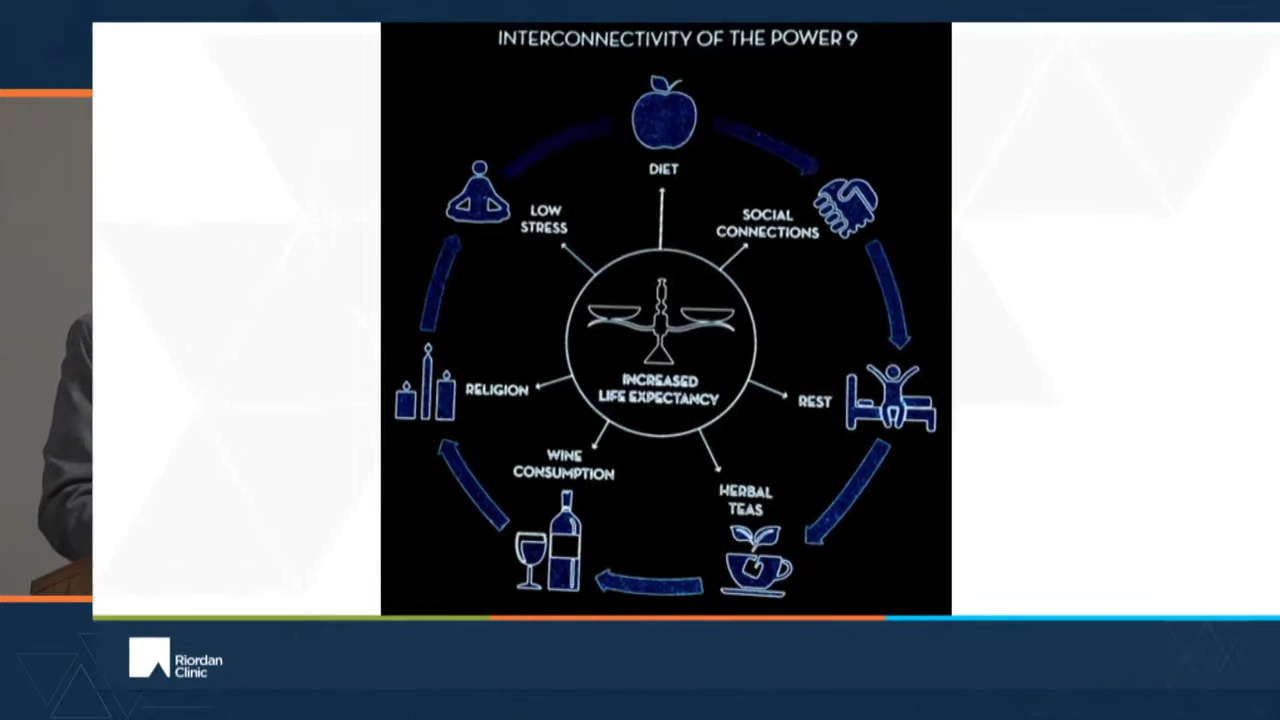 INTERCONNECTIVITY OF THE POWER 9
DIET
LOW
STRESS
SOCIAL
CONNECTIONS
INCREASED
LIFE EXPECTANCY
RELIGION
REST
WINE
CONSUMPTION
HERBAL
TEAS
Riordan
Clinic